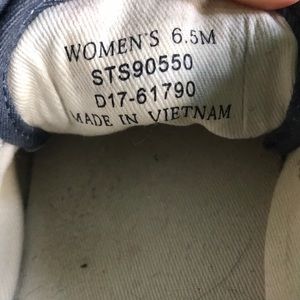 WOMEN'S 6.5M
STS90550
D17-61790
MADE IN VIETNAM